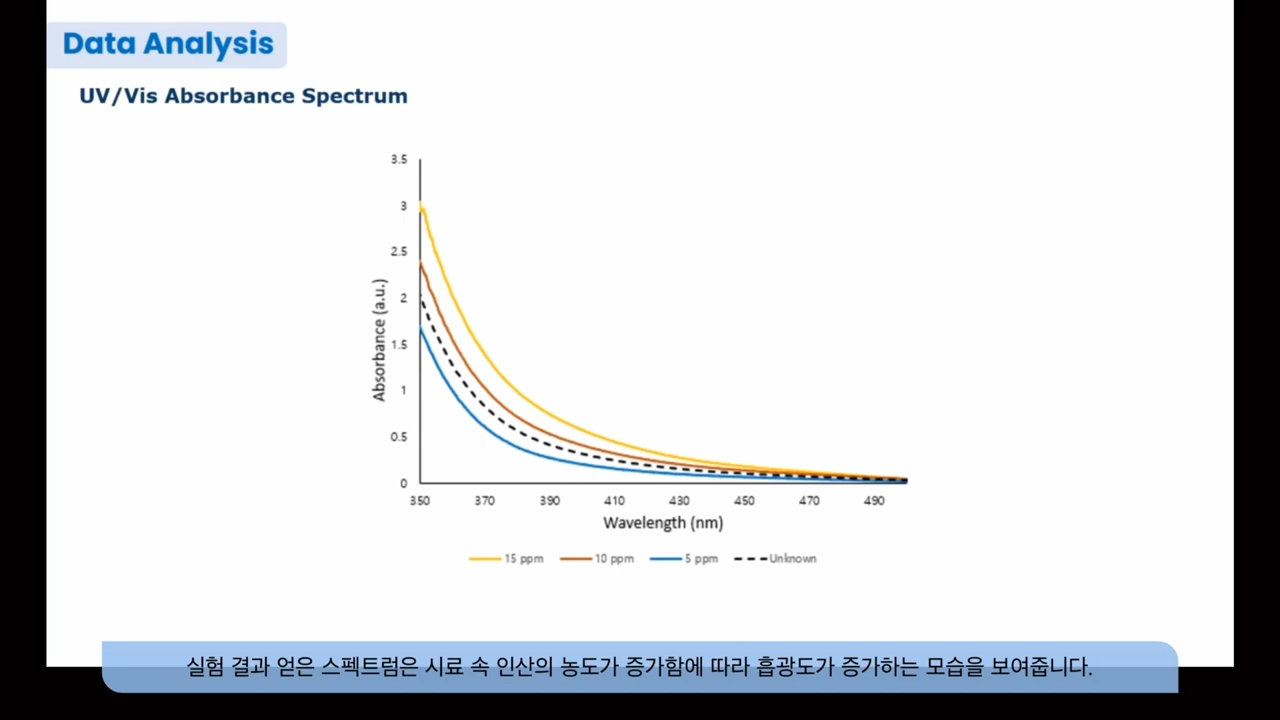 Data Analysis
UV/Vis Absorbance Spectrum
3.5
3
2.5
2
1.5
1
0.5
0
Absorbance (a.u.)
350 370 390 410 430 450 470 490
Wavelength (nm)
15 ppm 10 ppm 5 ppm Unknown
실험 결과 얻은 스펙트럼은 시료 속 인산의 농도가 증가함에 따라 흡광도가 증가하는 모습을 보여줍니다.